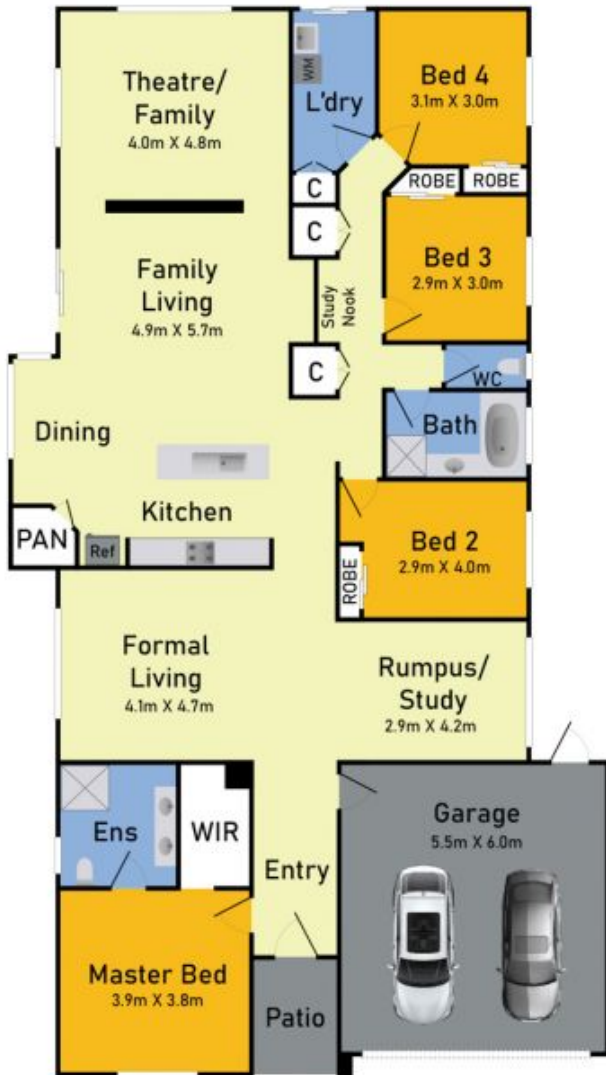 Theatre/
Family
4.0m X 4.8m
WM
L'dry
Bed 4
3.1m X 3.0m
C
ROBE
ROBE
C
Family
Living
4.9m X 5.7m
Study
Nook
Bed 3
2.9m X 3.0m
C
WC
Dining
Bath
Kitchen
PAN
Ref
Bed 2
2.9m X 4.0m
ROBE
Formal
Living
4.1m X 4.7m
Rumpus/
Study
2.9m X 4.2m
Ens
WIR
Garage
5.5m X 6.0m
Entry
Master Bed
3.9m X 3.8m
Patio